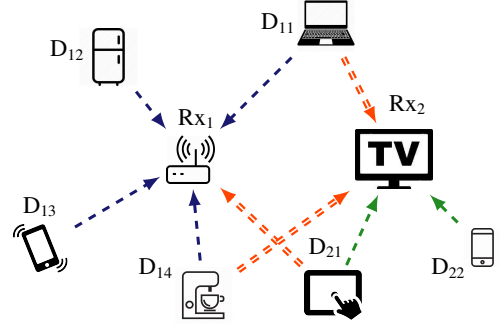 D₁₁
D₁₂
Rx₁
Rx₂
TV
D₁₃
D₁₄
D₂₁
D₂₂